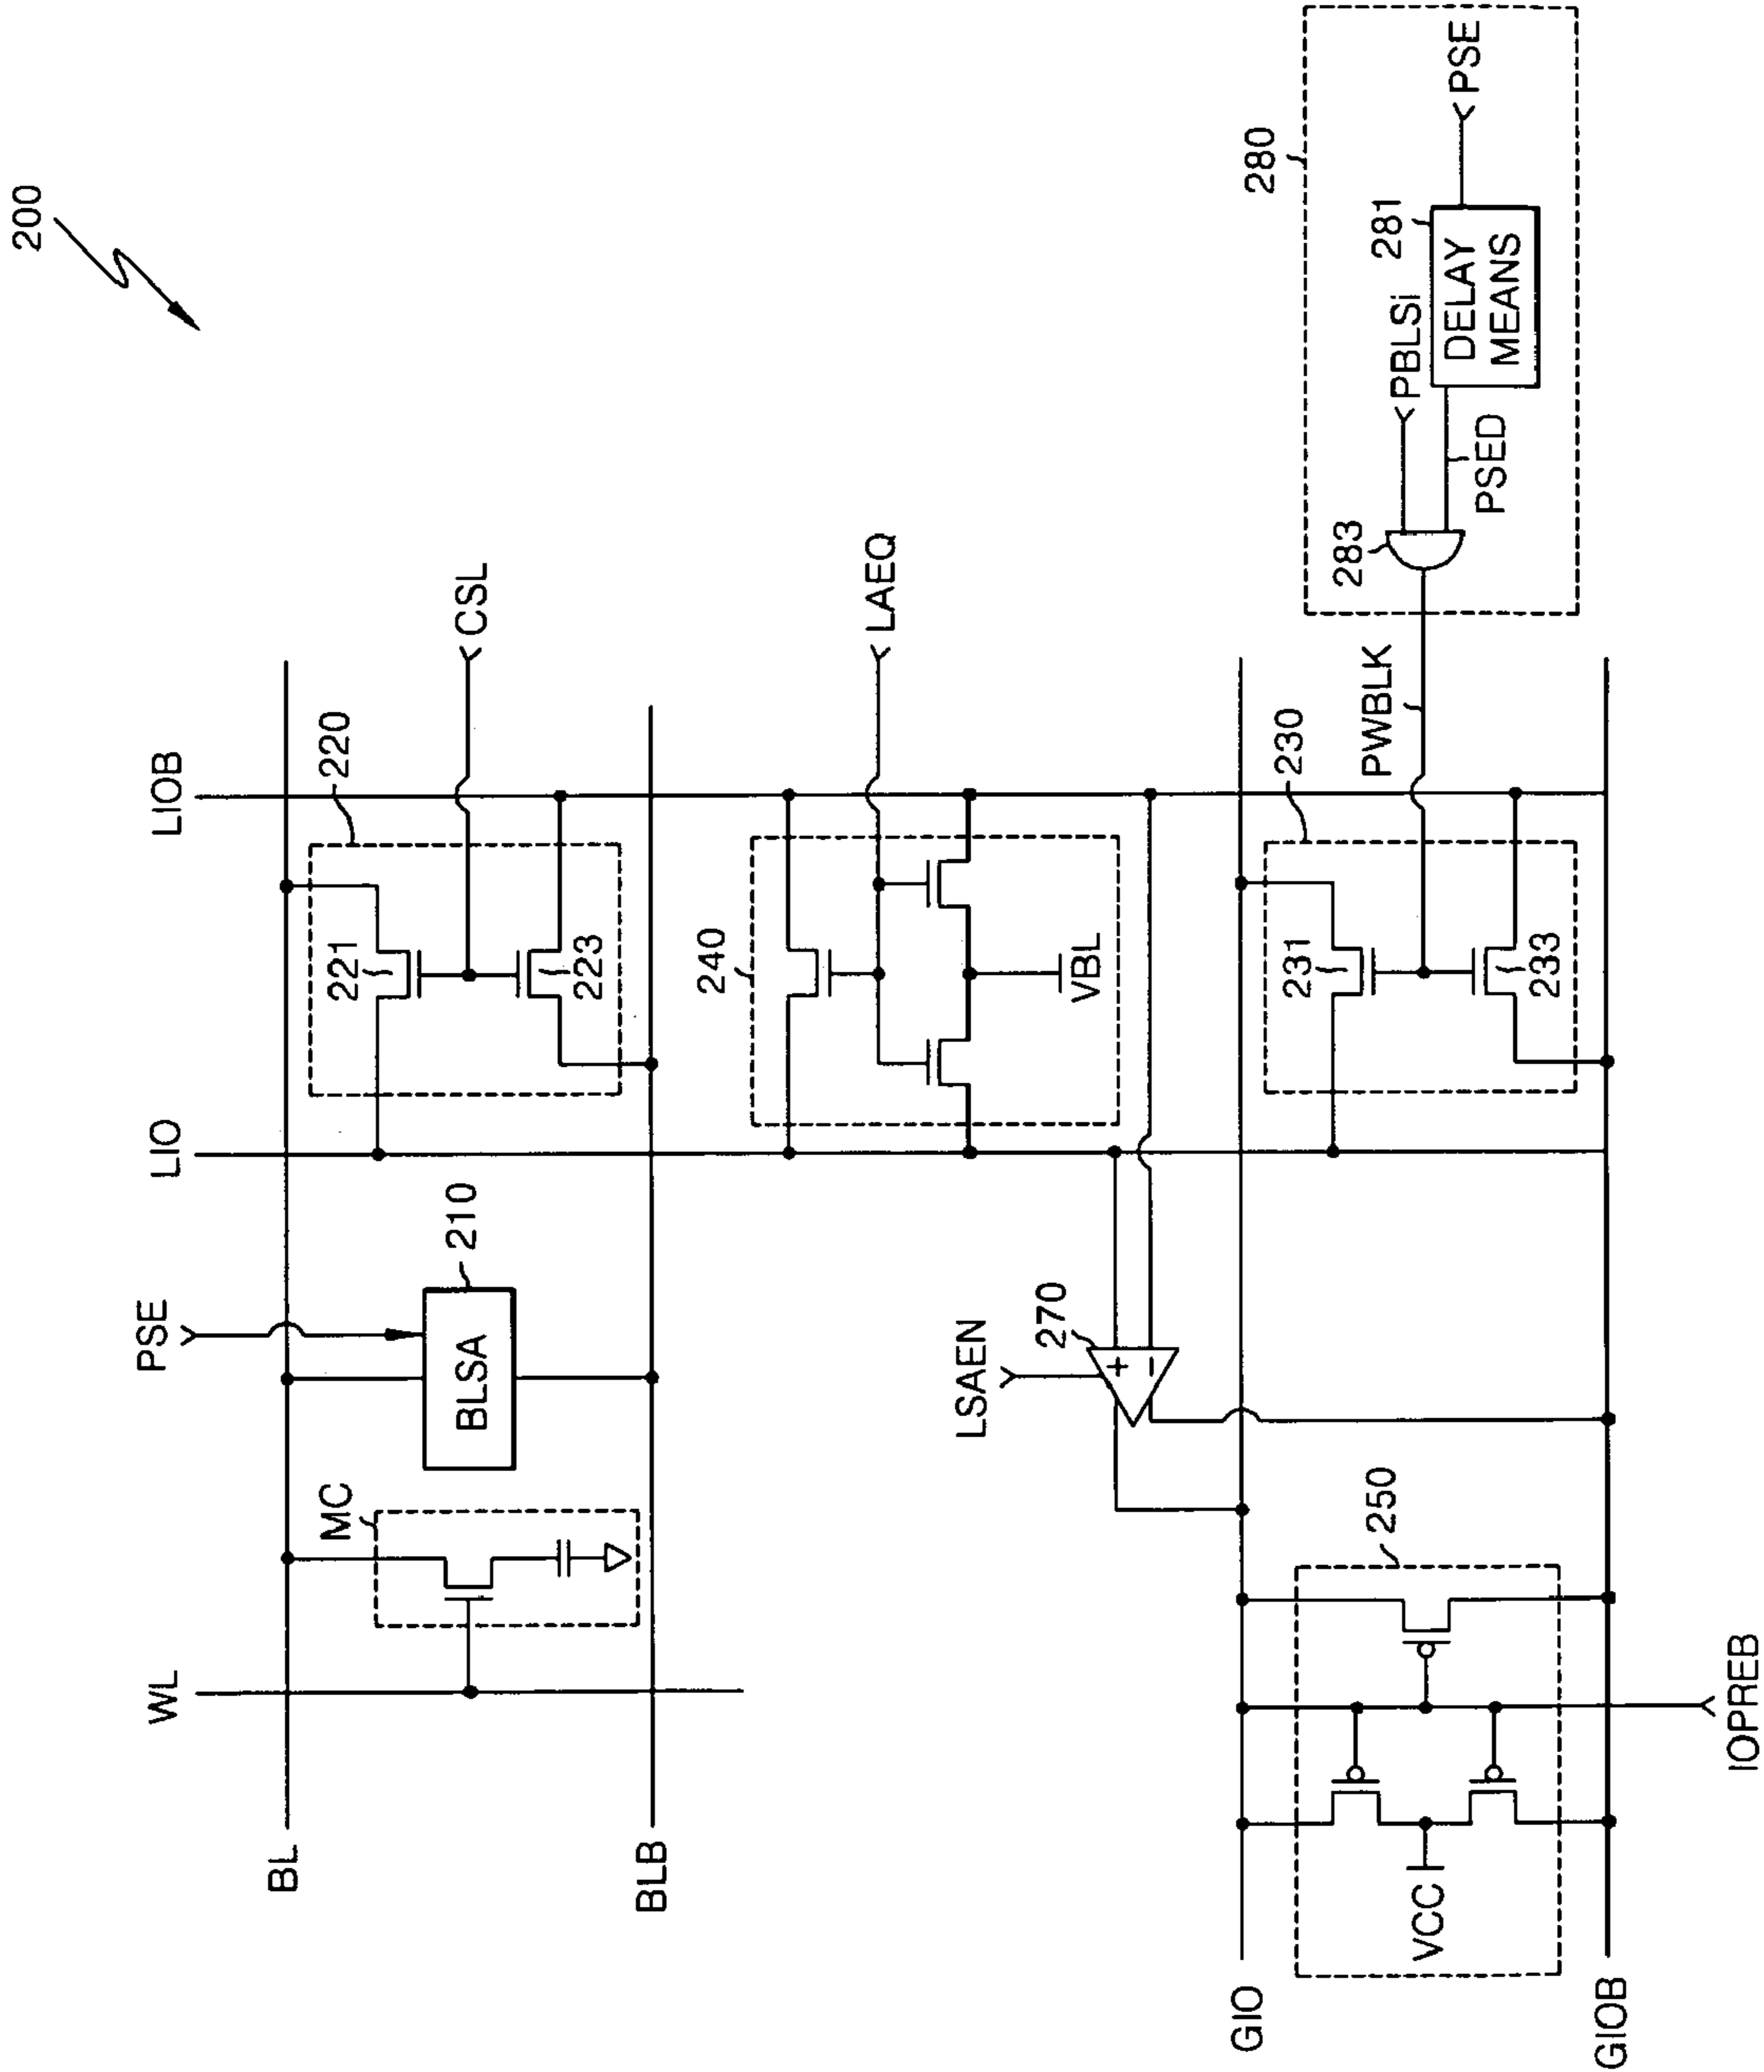 200
PSE
WL
LIO
LIOB
BL
BLB
MC
BLSA
210
220
221
223
CSL
240
VBL
LAEQ
LSAEN
270
+
−
GIO
GIOB
250
VCC
IOPREB
230
231
233
PWBLK
280
283
PBLSi
PSED
281
DELAY
MEANS
PSE